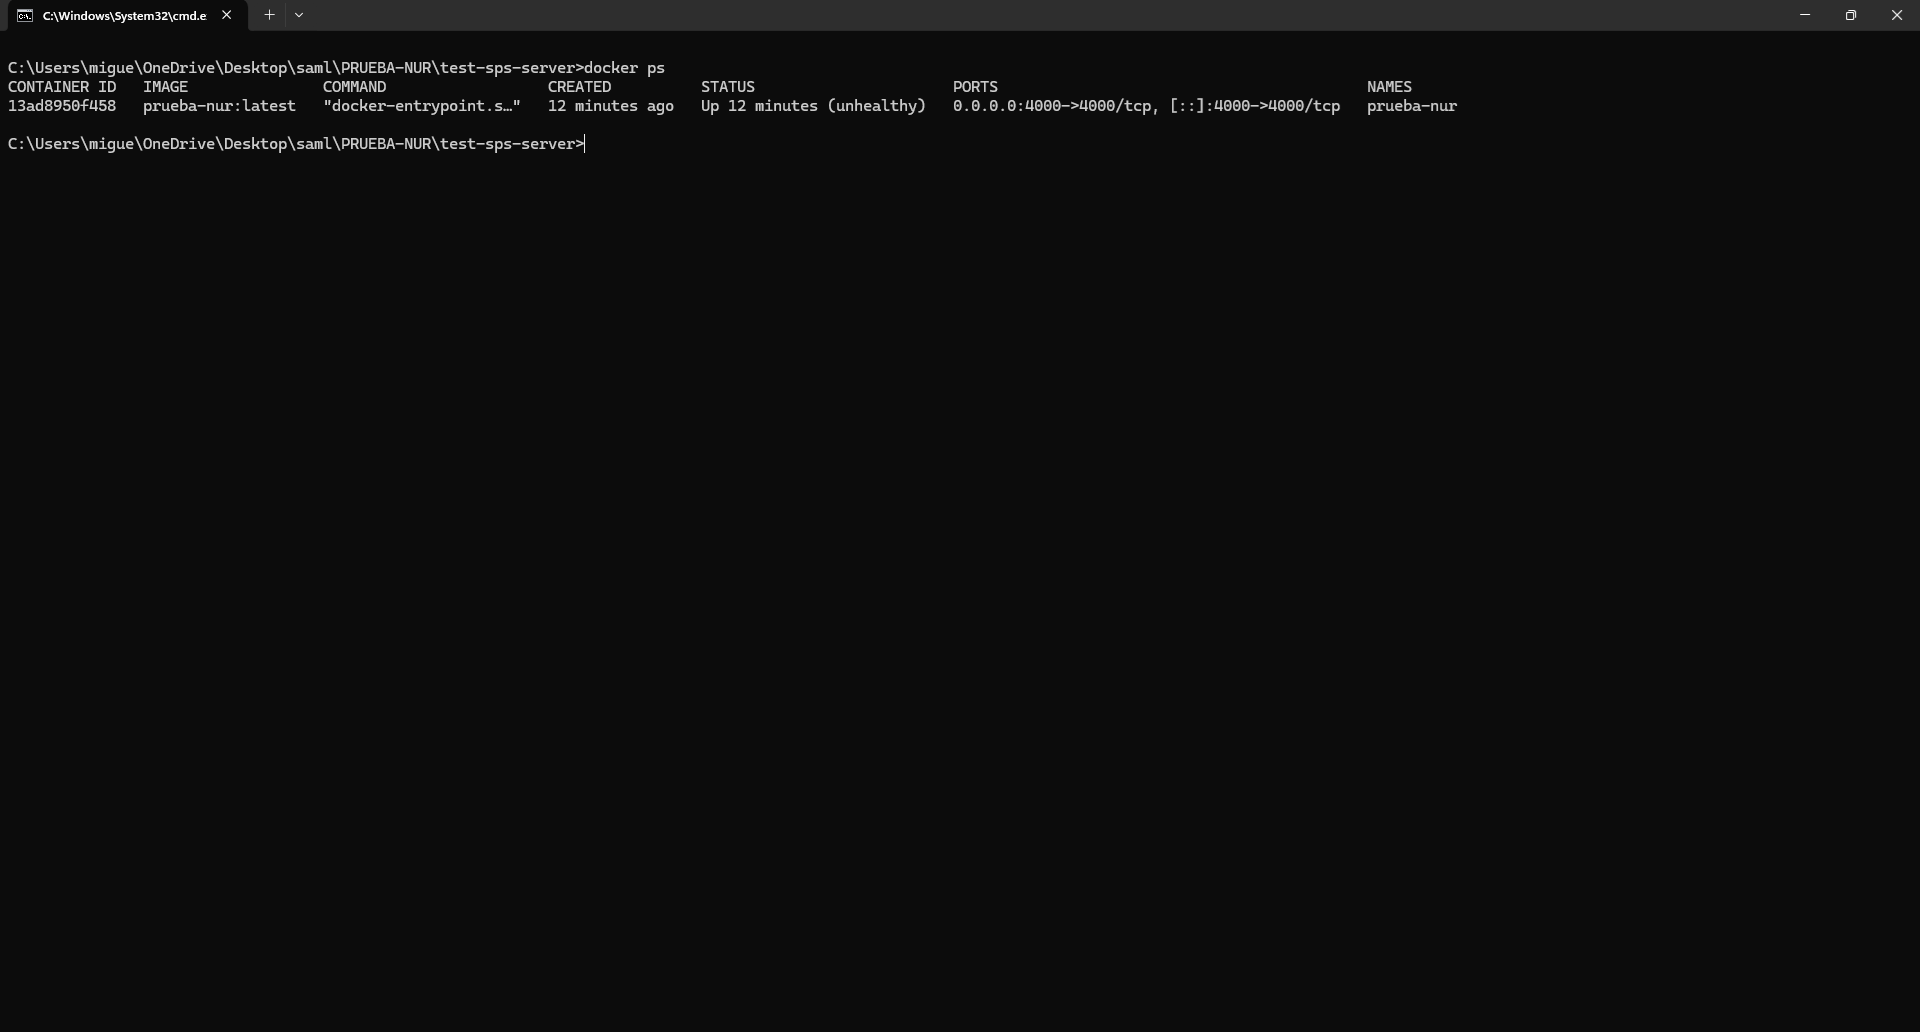 C:\Windows\System32\cmd.e
C:\Users\migue\OneDrive\Desktop\saml\PRUEBA-NUR\test-sps-server>docker ps
CONTAINER ID   IMAGE               COMMAND                  CREATED          STATUS                      PORTS                                         NAMES
13ad8950f458   prueba-nur:latest   "docker-entrypoint.s…"   12 minutes ago   Up 12 minutes (unhealthy)   0.0.0.0:4000->4000/tcp, [::]:4000->4000/tcp   prueba-nur
C:\Users\migue\OneDrive\Desktop\saml\PRUEBA-NUR\test-sps-server>